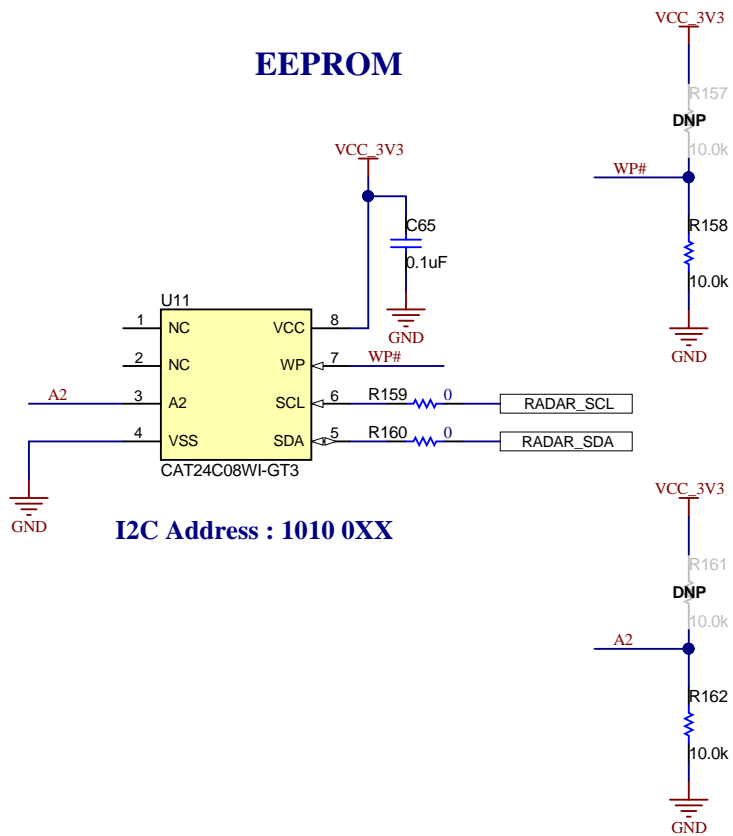 EEPROM
VCC_3V3
C65
0.1uF
GND
U11
1 NC VCC 8
2 NC WP 7 WP#
A2 3 A2 SCL 6 R159 0 RADAR_SCL
4 VSS SDA 5 R160 0 RADAR_SDA
CAT24C08WI-GT3
GND
I2C Address : 1010 0XX
VCC_3V3
R157
DNP
10.0k
WP#
R158
10.0k
GND
VCC_3V3
R161
DNP
10.0k
A2
R162
10.0k
GND